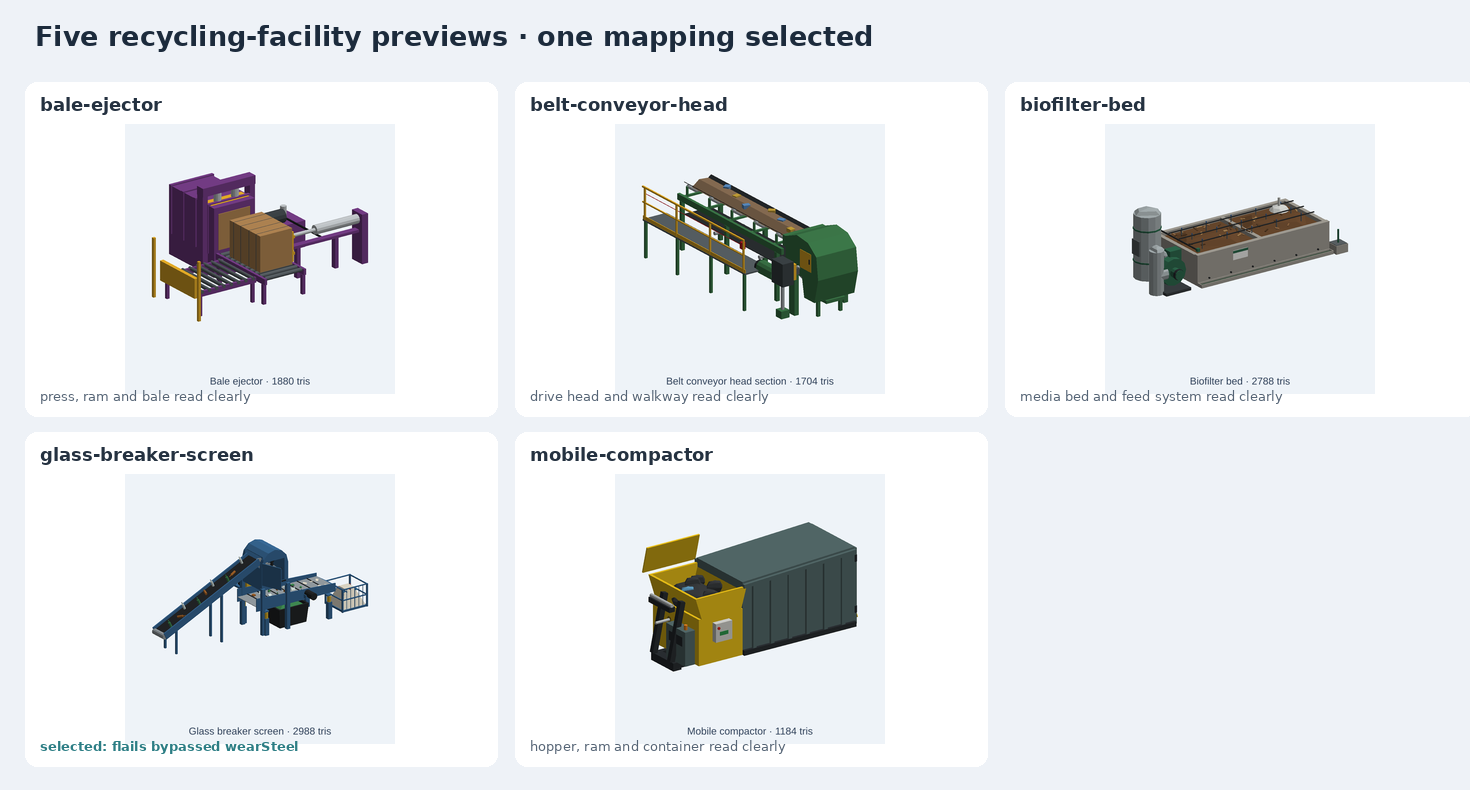 Five recycling-facility previews · one mapping selected
bale-ejector
Bale ejector · 1880 tris
press, ram and bale read clearly
belt-conveyor-head
Belt conveyor head section · 1704 tris
drive head and walkway read clearly
biofilter-bed
Biofilter bed · 2788 tris
media bed and feed system read clearly
glass-breaker-screen
Glass breaker screen · 2988 tris
selected: flails bypassed wearSteel
mobile-compactor
Mobile compactor · 1184 tris
hopper, ram and container read clearly